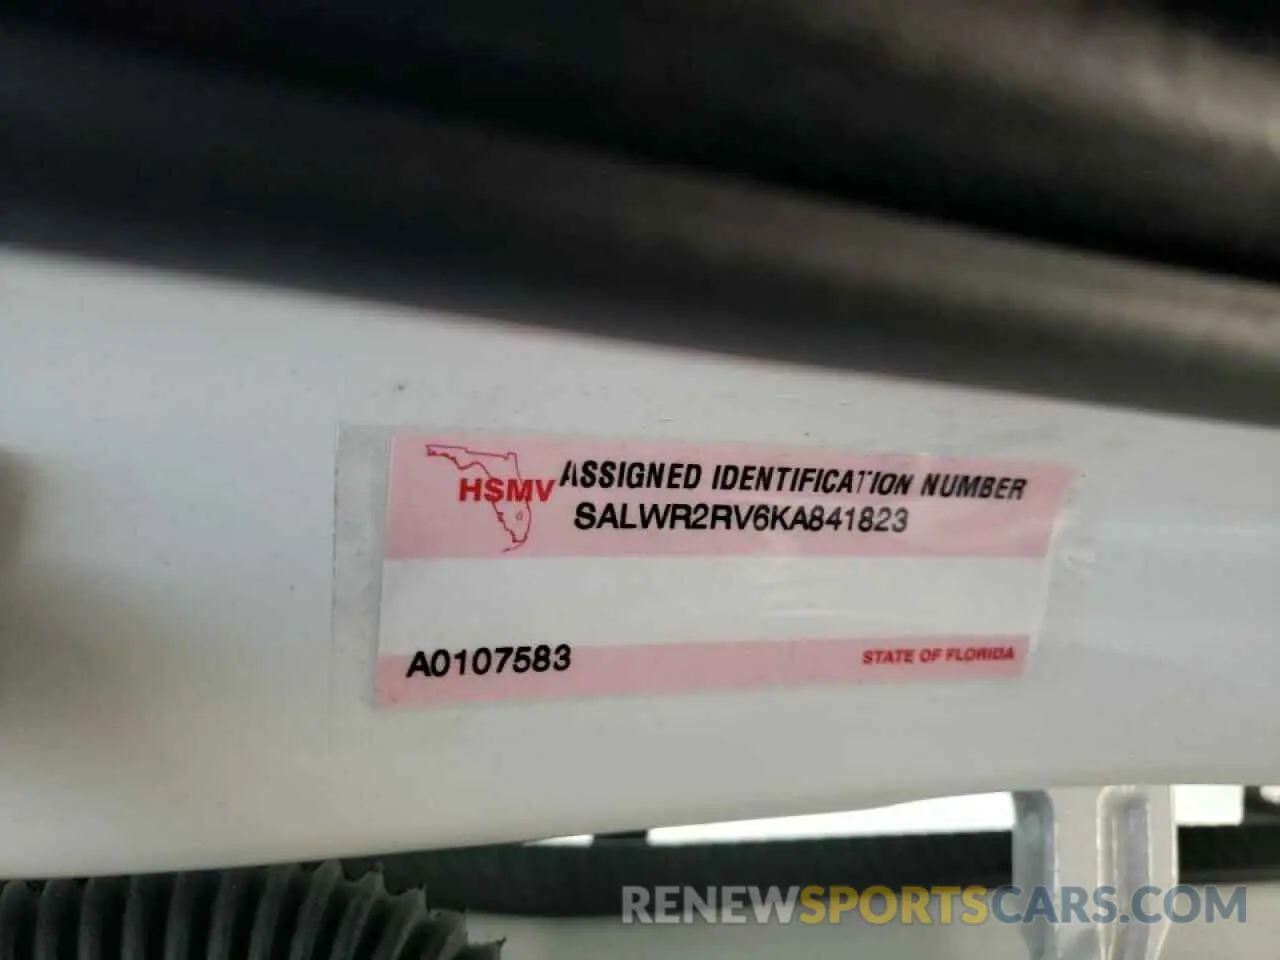 HSMV
ASSIGNED IDENTIFICATION NUMBER
SALWR2RV6KA841823
A0107583
STATE OF FLORIDA
RENEWSPORTSCARS.COM